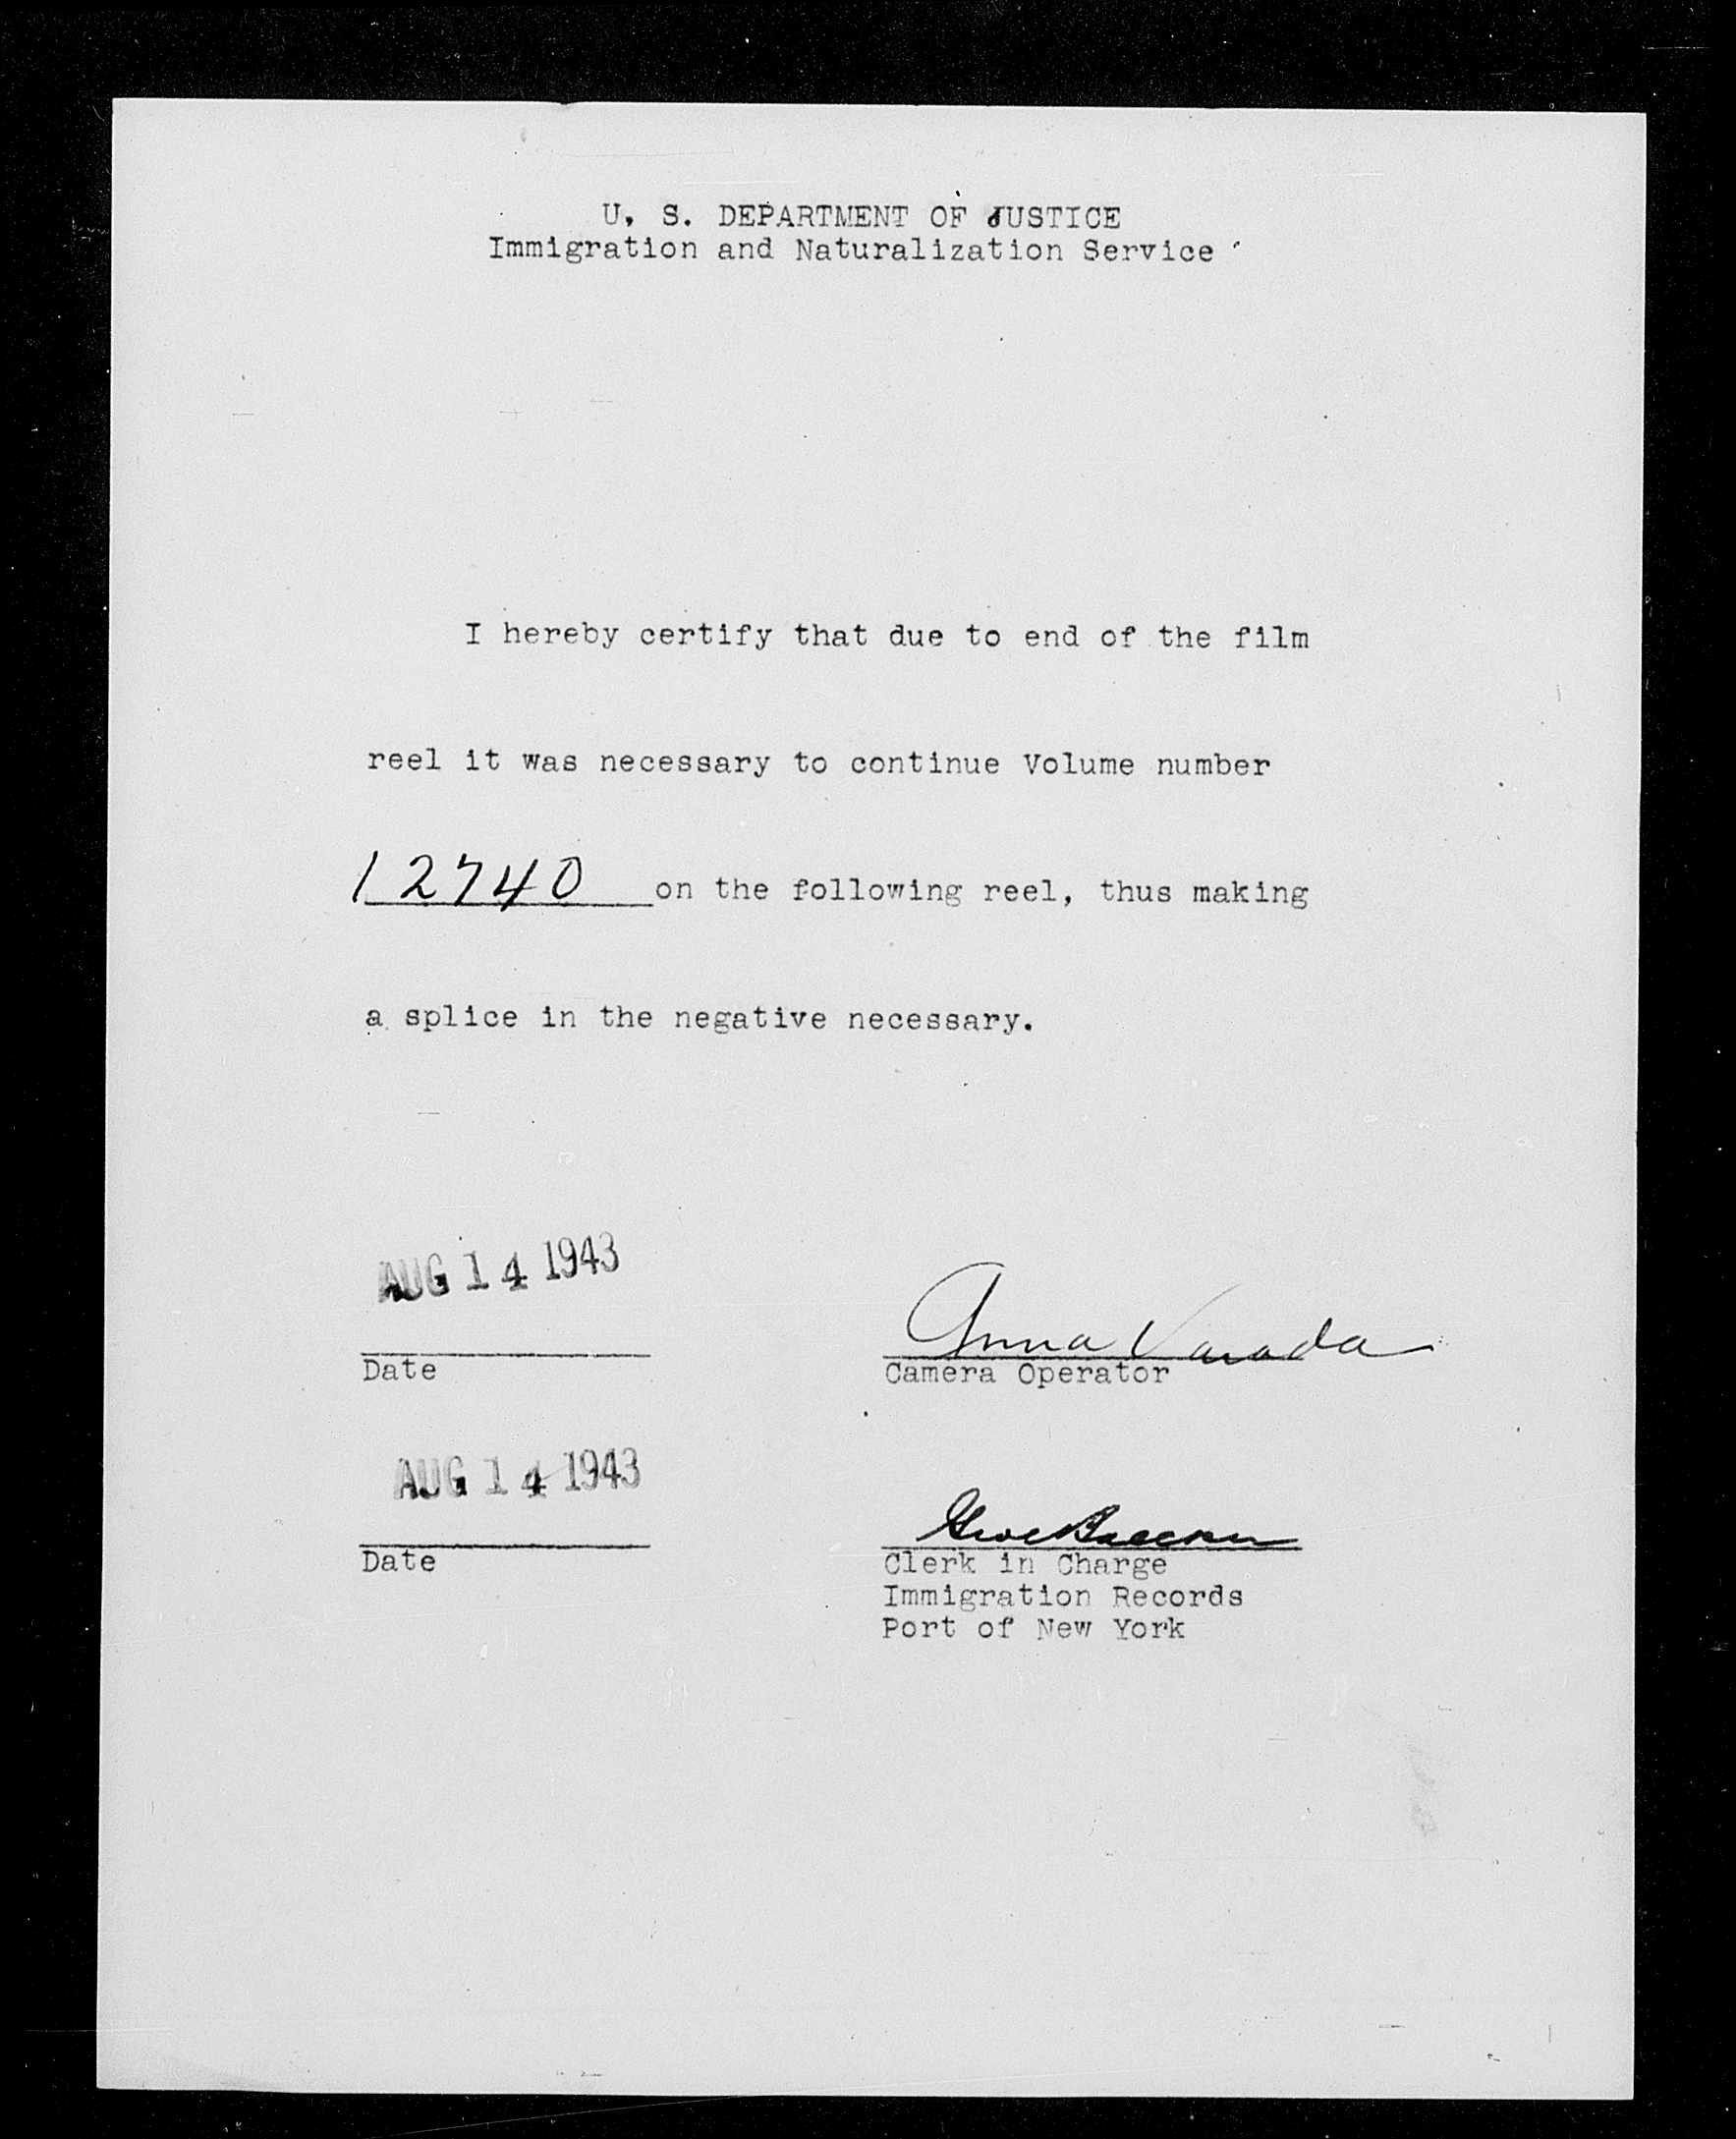 U. S. DEPARTMENT OF JUSTICE
Immigration and Naturalization Service
I hereby certify that due to end of the film
reel it was necessary to continue Volume number
12740 on the following reel, thus making
a splice in the negative necessary.
AUG 14 1943
Anna Varada
Date
Camera Operator
AUG 14 1943
Date
Clerk in Charge
Immigration Records
Port of New York